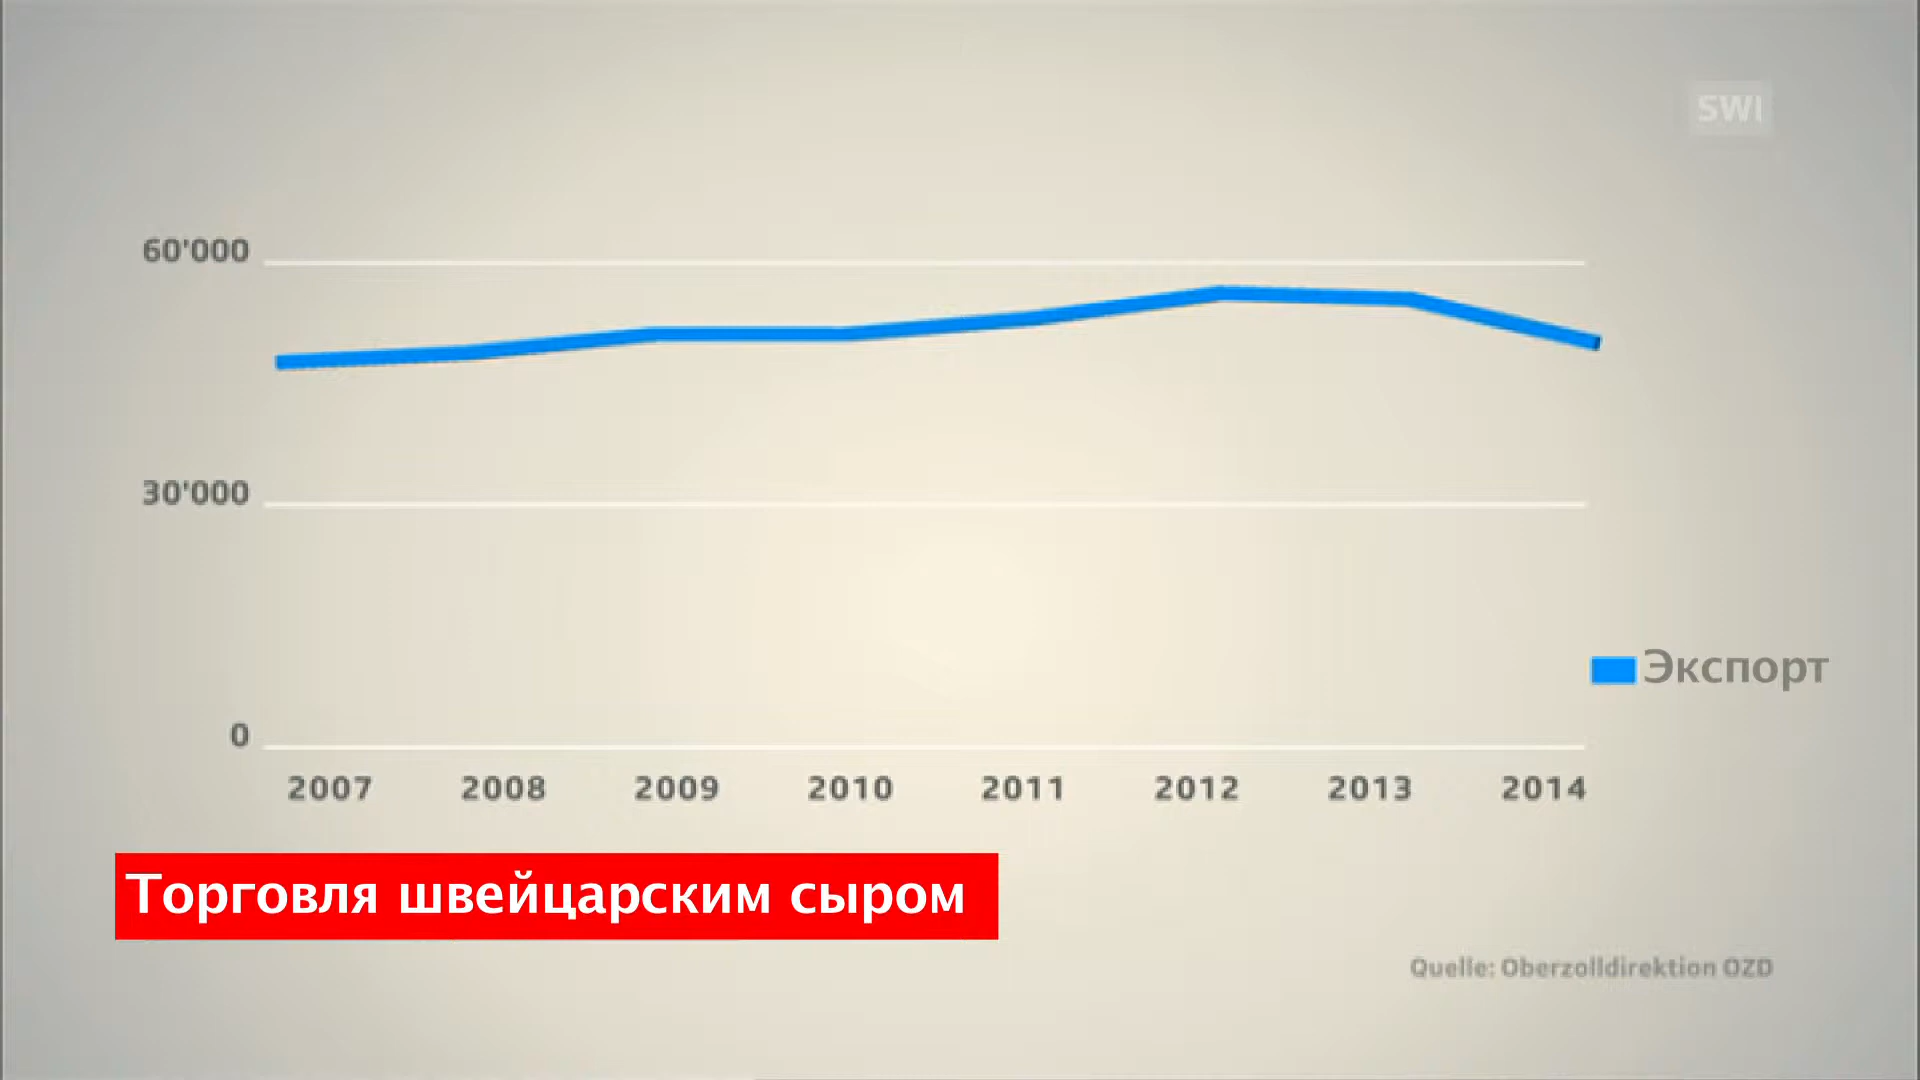 SWI
60'000
30'000
0
2007 2008 2009 2010 2011 2012 2013 2014
Экспорт
Торговля швейцарским сыром
Quelle: Oberzolldirektion OZD